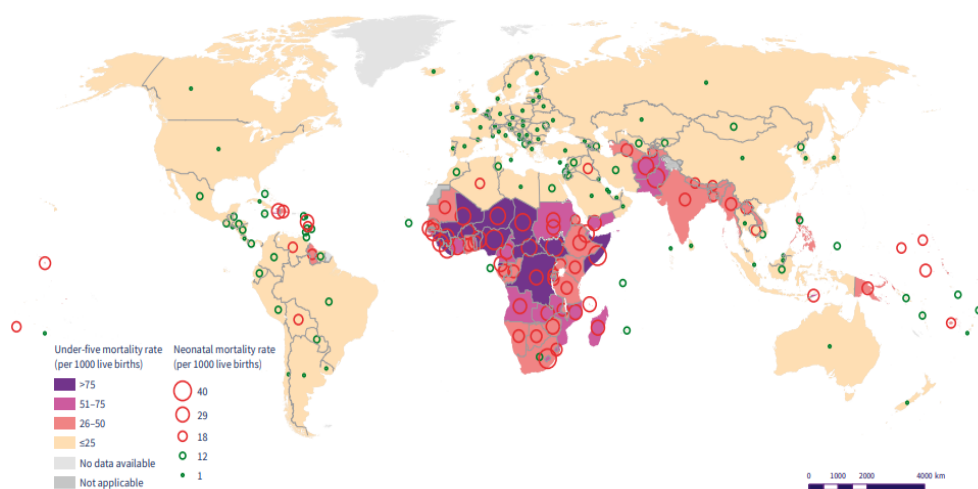 Under-five mortality rate
(per 1000 live births)
>75
51–75
26–50
≤25
No data available
Not applicable
Neonatal mortality rate
(per 1000 live births)
40
29
18
12
1
0 1000 2000 4000 km